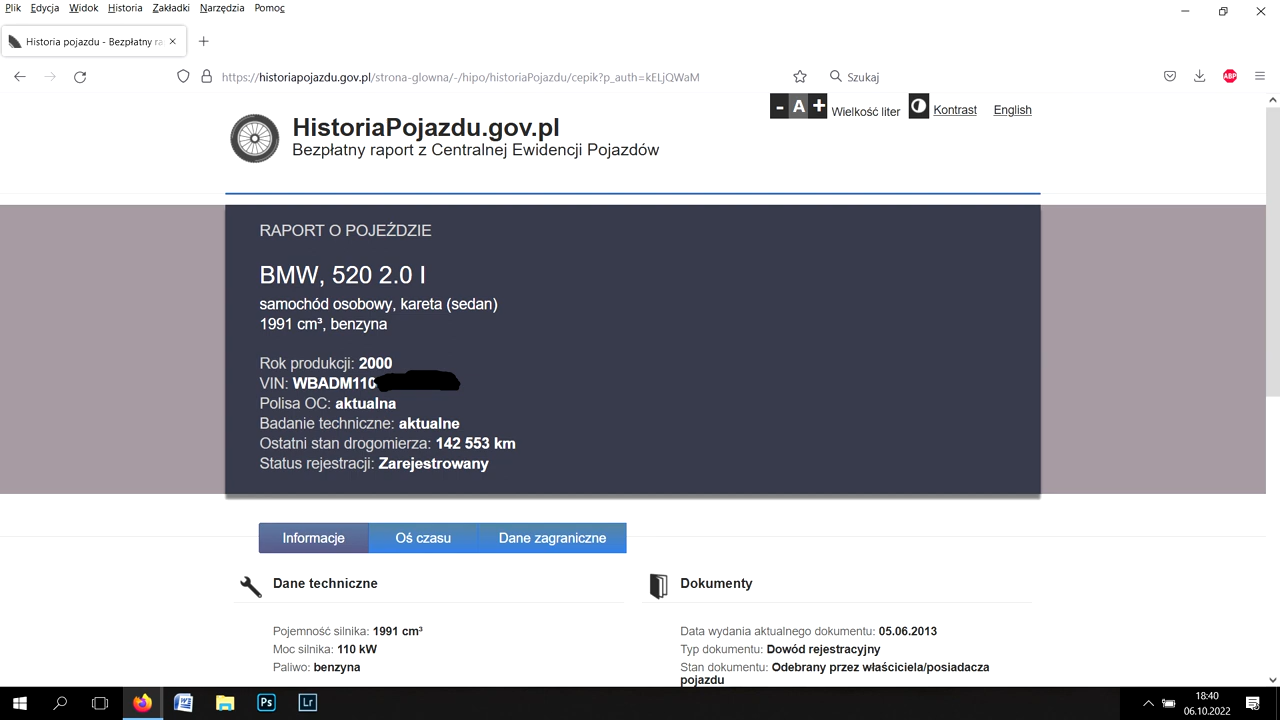 Plik Edycja Widok Historia Zakładki Narzędzia Pomoc
Historia pojazdu - Bezpłatny ra
https://historiapojazdu.gov.pl/strona-glowna/-/hipo/historiaPojazdu/cepik?p_auth=kELjQWaM
Szukaj
ABP
- A + Wielkość liter Kontrast English
HistoriaPojazdu.gov.pl
Bezpłatny raport z Centralnej Ewidencji Pojazdów
RAPORT O POJEŹDZIE
BMW, 520 2.0 I
samochód osobowy, kareta (sedan)
1991 cm³, benzyna
Rok produkcji: 2000
VIN: WBADM110
Polisa OC: aktualna
Badanie techniczne: aktualne
Ostatni stan drogomierza: 142 553 km
Status rejestracji: Zarejestrowany
Informacje Oś czasu Dane zagraniczne
Dane techniczne
Pojemność silnika: 1991 cm³
Moc silnika: 110 kW
Paliwo: benzyna
Dokumenty
Data wydania aktualnego dokumentu: 05.06.2013
Typ dokumentu: Dowód rejestracyjny
Stan dokumentu: Odebrany przez właściciela/posiadacza
pojazdu
Ps
Lr
18:40
06.10.2022